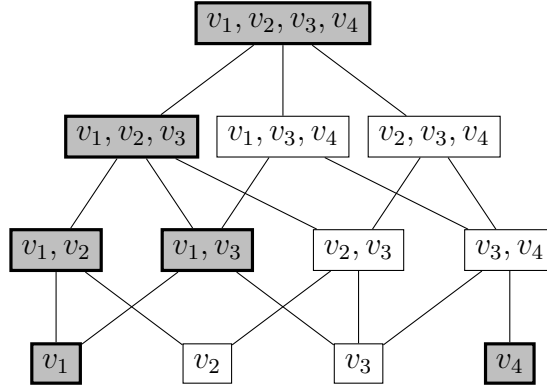 v₁, v₂, v₃, v₄
v₁, v₂, v₃
v₁, v₃, v₄
v₂, v₃, v₄
v₁, v₂
v₁, v₃
v₂, v₃
v₃, v₄
v₁
v₂
v₃
v₄